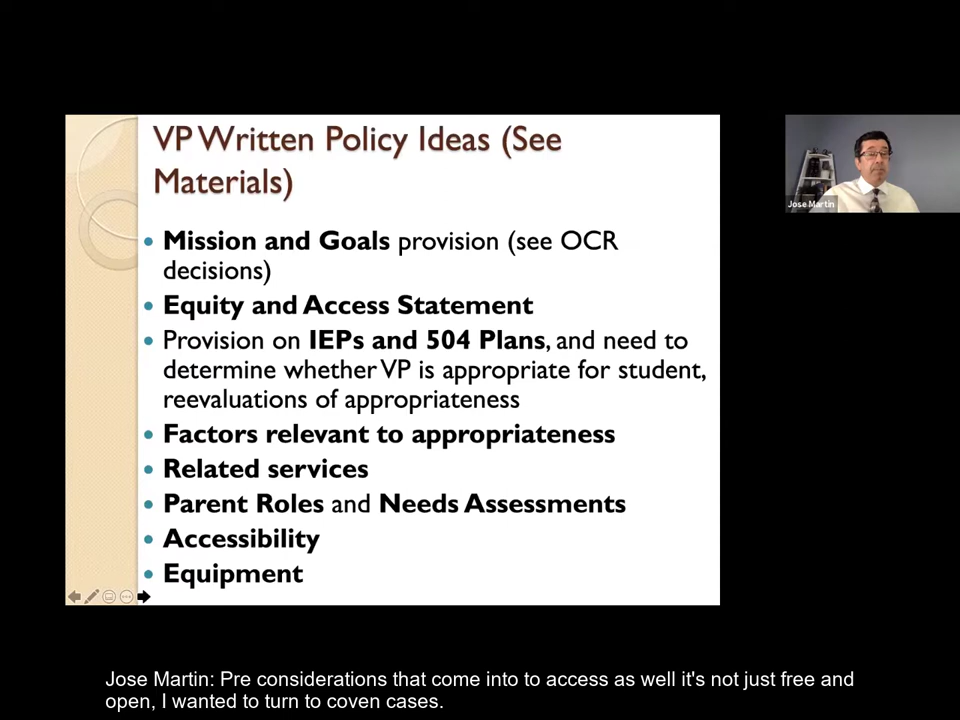 VP Written Policy Ideas (See
Materials)
Mission and Goals provision (see OCR
decisions)
Equity and Access Statement
Provision on IEPs and 504 Plans, and need to
determine whether VP is appropriate for student,
reevaluations of appropriateness
Factors relevant to appropriateness
Related services
Parent Roles and Needs Assessments
Accessibility
Equipment
Jose Martin
Jose Martin: Pre considerations that come into to access as well it's not just free and
open, I wanted to turn to coven cases.